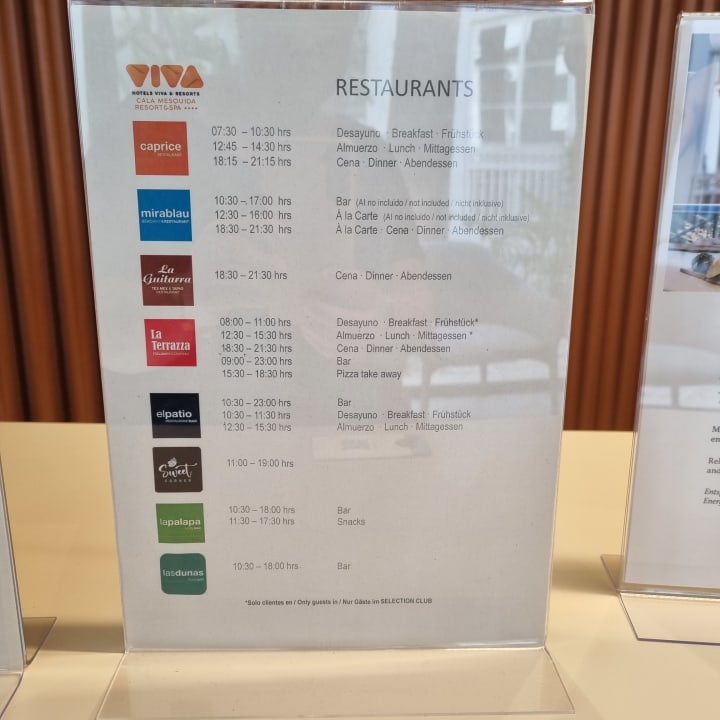 VIVA
HOTELS VIVA & RESORTS
CALA MESQUIDA
RESORT&SPA ****
RESTAURANTS
caprice
07:30 – 10:30 hrs Desayuno · Breakfast · Frühstück
12:45 – 14:30 hrs Almuerzo · Lunch · Mittagessen
18:15 – 21:15 hrs Cena · Dinner · Abendessen
mirablau
10:30 – 17:00 hrs Bar (AI no incluido / not included / nicht inklusive)
12:30 – 16:00 hrs À la Carte (AI no incluido / not included / nicht inklusive)
18:30 – 21:30 hrs À la Carte · Cena · Dinner · Abendessen
La
Guitarra
TEX MEX & TAPAS
RESTAURANT
18:30 – 21:30 hrs Cena · Dinner · Abendessen
La
Terrazza
08:00 – 11:00 hrs Desayuno · Breakfast · Frühstück*
12:30 – 15:30 hrs Almuerzo · Lunch · Mittagessen *
18:30 – 21:30 hrs Cena · Dinner · Abendessen
09:00 – 23:00 hrs Bar
15:30 – 18:30 hrs Pizza take away
elpatio
10:30 – 23:00 hrs Bar
10:30 – 11:30 hrs Desayuno · Breakfast · Frühstück
12:30 – 15:30 hrs Almuerzo · Lunch · Mittagessen
Sweet
CORNER
11:00 – 19:00 hrs
lapalapa
10:30 – 18:00 hrs Bar
11:30 – 17:30 hrs Snacks
lasdunas
10:30 – 18:00 hrs Bar
*Solo clientes en / Only guests in / Nur Gäste im SELECTION CLUB